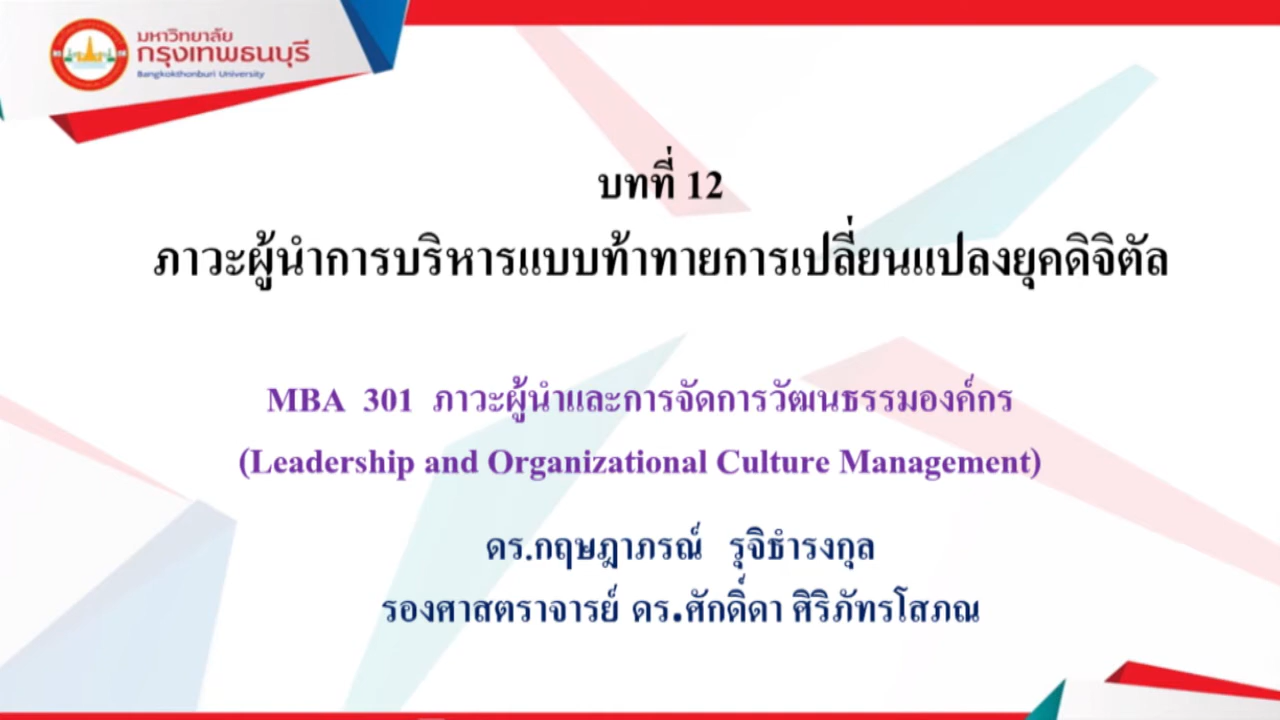 มหาวิทยาลัย
กรุงเทพธนบุรี
Bangkokthonburi University
บทที่ 12
ภาวะผู้นำการบริหารแบบท้าทายการเปลี่ยนแปลงยุคดิจิตัล
MBA 301 ภาวะผู้นำและการจัดการวัฒนธรรมองค์กร
(Leadership and Organizational Culture Management)
ดร.กฤษฎาภรณ์ รุจิธำรงกุล
รองศาสตราจารย์ ดร.ศักดิ์ดา ศิริภัทรโสภณ